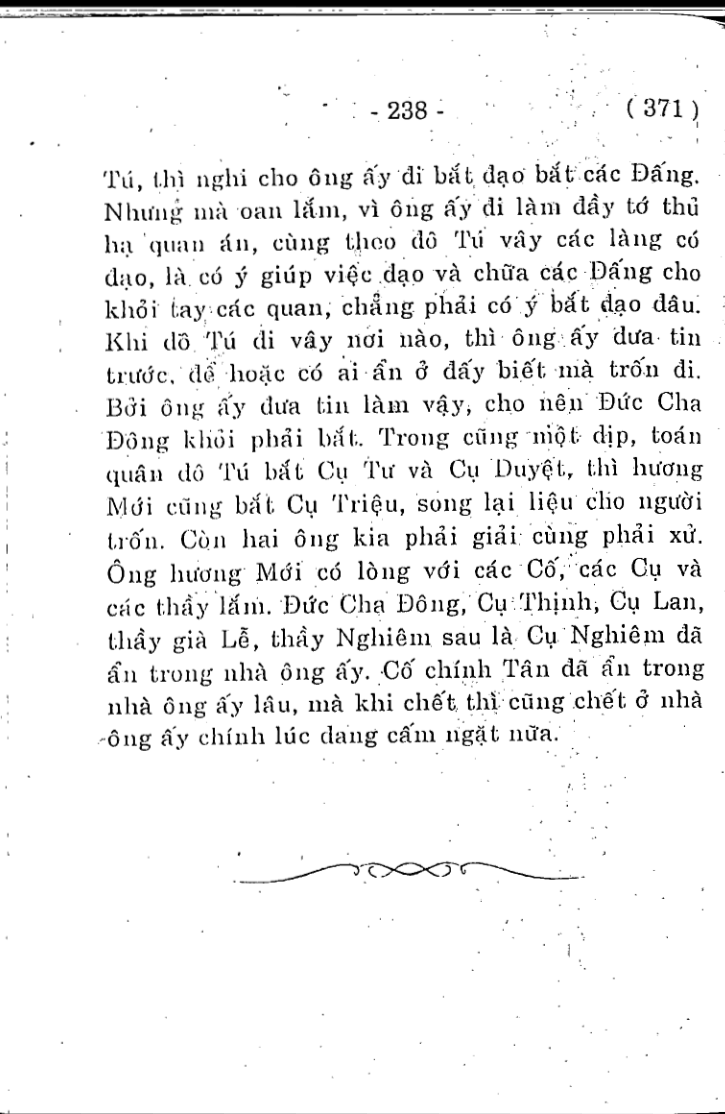 - 238 - (371)
Tú, thì nghi cho ông ấy đi bắt đạo bắt các Đấng.
Nhưng mà oan lắm, vì ông ấy đi làm đầy tớ thủ
hạ quan án, cùng theo đô Tú vây các làng có
đạo, là có ý giúp việc đạo và chữa các Đấng cho
khỏi tay các quan, chẳng phải có ý bắt đạo đâu.
Khi đô Tú đi vây nơi nào, thì ông ấy đưa tin
trước, để hoặc có ai ẩn ở đấy biết mà trốn đi.
Bởi ông ấy đưa tin làm vậy, cho nên Đức Cha
Đông khỏi phải bắt. Trong cũng một dịp, toán
quân đô Tú bắt Cụ Tư và Cụ Duyệt, thì hương
Mới cũng bắt Cụ Triệu, song lại liệu cho người
trốn. Còn hai ông kia phải giải cùng phải xử.
Ông hương Mới có lòng với các Cố, các Cụ và
các thầy lắm. Đức Cha Đông, Cụ Thịnh, Cụ Lan,
thầy già Lễ, thầy Nghiêm sau là Cụ Nghiêm đã
ẩn trong nhà ông ấy. Cố chính Tân đã ẩn trong
nhà ông ấy lâu, mà khi chết thì cũng chết ở nhà
ông ấy chính lúc đang cấm ngặt nữa.